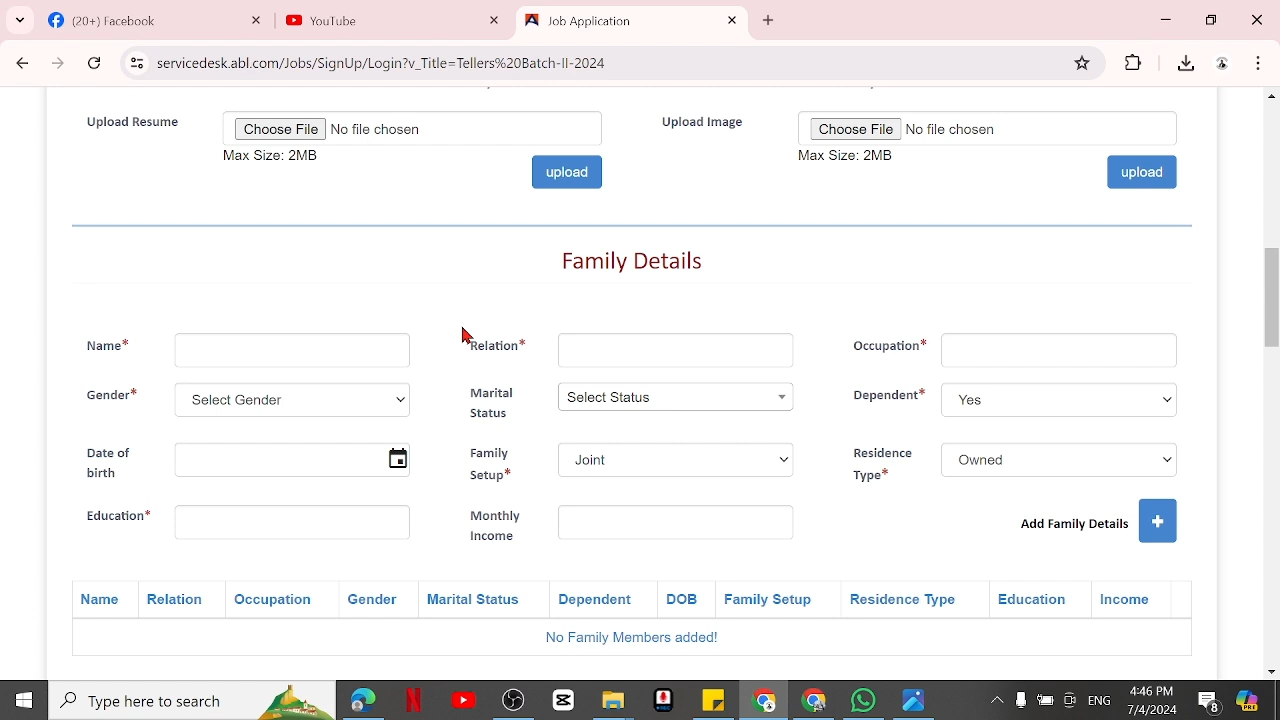 (20+) Facebook
YouTube
Job Application
servicedesk.abl.com/Jobs/SignUp/Login?v_Title=Tellers%20Batch-II-2024
Upload Resume
Choose File No file chosen
Max Size: 2MB
upload
Upload Image
Choose File No file chosen
Max Size: 2MB
upload
Family Details
Name*
Relation*
Occupation*
Gender*
Select Gender
Marital
Status
Select Status
Dependent*
Yes
Date of
birth
Family
Setup*
Joint
Residence
Type*
Owned
Education*
Monthly
Income
Add Family Details
+
Name Relation Occupation Gender Marital Status Dependent DOB Family Setup Residence Type Education Income
No Family Members added!
Type here to search
ENG
4:46 PM
7/4/2024
8